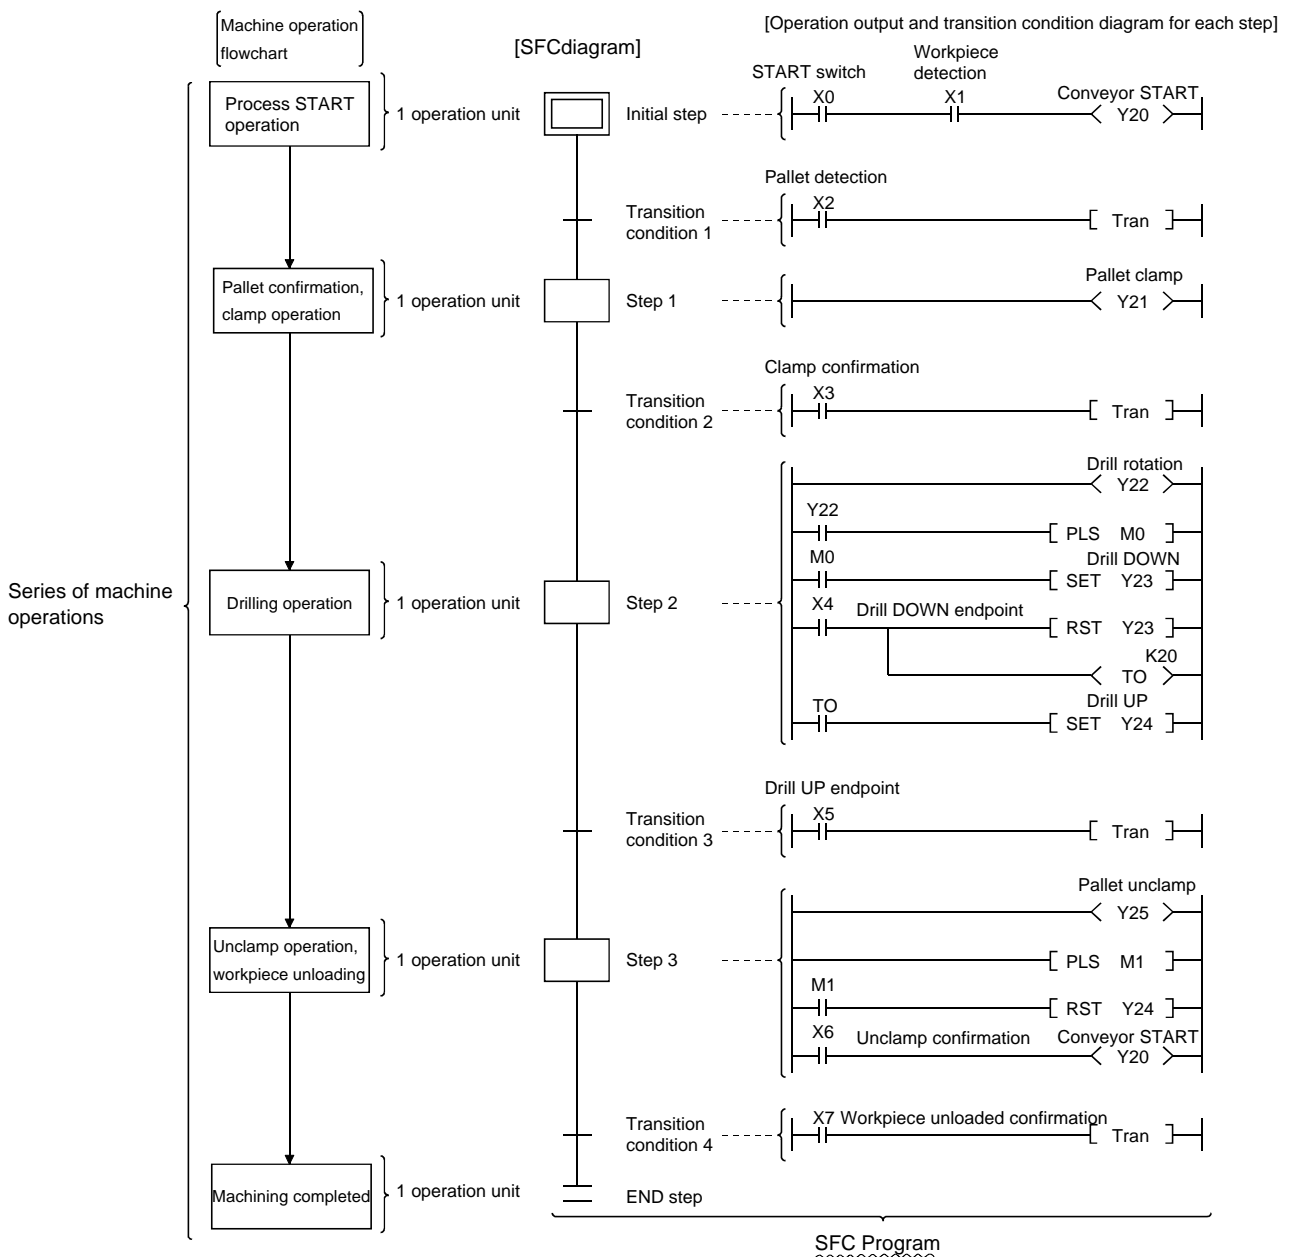 Machine operation
flowchart
[SFCdiagram]
[Operation output and transition condition diagram for each step]
Process START
operation
1 operation unit
Initial step
START switch
Workpiece
detection
X0
X1
Conveyor START
Y20
Transition
condition 1
Pallet detection
X2
Tran
Pallet confirmation,
clamp operation
1 operation unit
Step 1
Pallet clamp
Y21
Transition
condition 2
Clamp confirmation
X3
Tran
Series of machine
operations
Drilling operation
1 operation unit
Step 2
Drill rotation
Y22
Y22
PLS M0
M0
Drill DOWN
SET Y23
X4
Drill DOWN endpoint
RST Y23
K20
TO
TO
Drill UP
SET Y24
Transition
condition 3
Drill UP endpoint
X5
Tran
Unclamp operation,
workpiece unloading
1 operation unit
Step 3
Pallet unclamp
Y25
PLS M1
M1
RST Y24
X6
Unclamp confirmation
Conveyor START
Y20
Transition
condition 4
X7 Workpiece unloaded confirmation
Tran
Machining completed
1 operation unit
END step
SFC Program